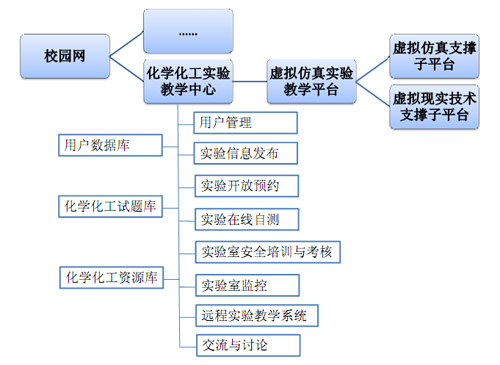 ......
校园网
化学化工实验
教学中心
虚拟仿真实验
教学平台
虚拟仿真支撑
子平台
虚拟现实技术
支撑子平台
用户管理
用户数据库
实验信息发布
实验开放预约
化学化工试题库
实验在线自测
实验室安全培训与考核
化学化工资源库
实验室监控
远程实验教学系统
交流与讨论